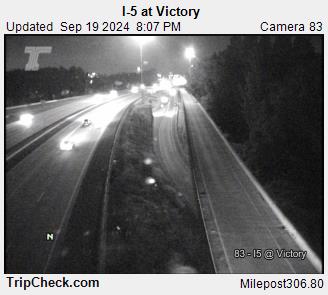 I-5 at Victory
Updated Sep 19 2024 8:07 PM Camera 83
T
N
83 - I5 @ Victory
TripCheck.com Milepost306.80